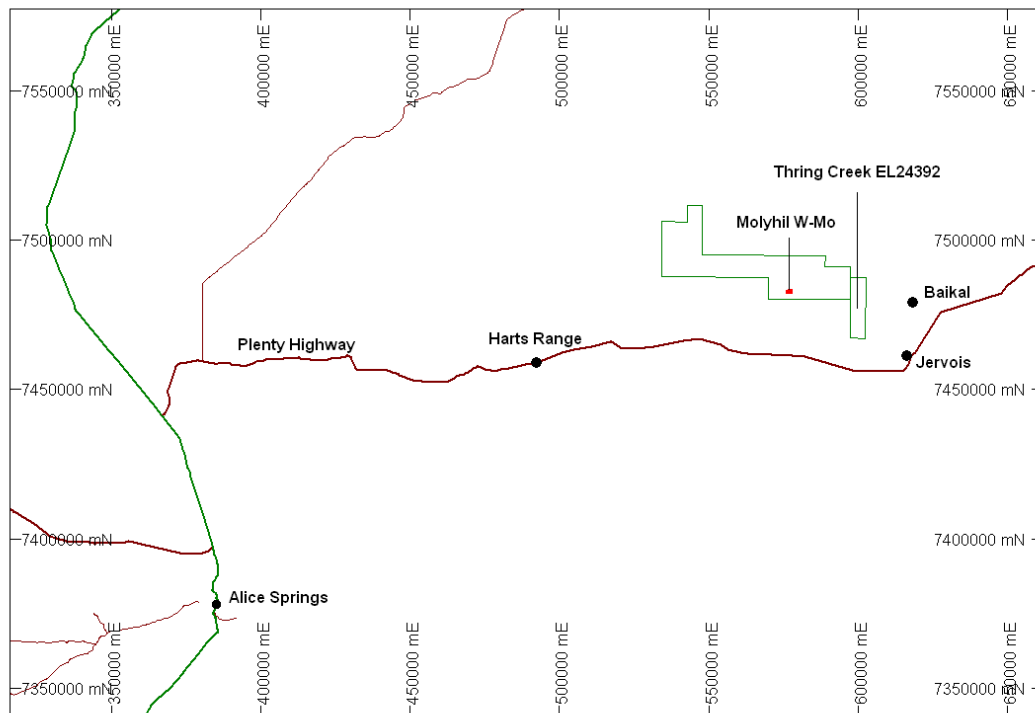 350000 mE
400000 mE
450000 mE
500000 mE
550000 mE
600000 mE
650000 mE
7550000 mN
7550000 mN
Thring Creek EL24392
Molyhil W-Mo
7500000 mN
7500000 mN
Baikal
Harts Range
Plenty Highway
Jervois
7450000 mN
7450000 mN
7400000 mN
7400000 mN
Alice Springs
350000 mE
400000 mE
450000 mE
500000 mE
550000 mE
600000 mE
650000 mE
7350000 mN
7350000 mN